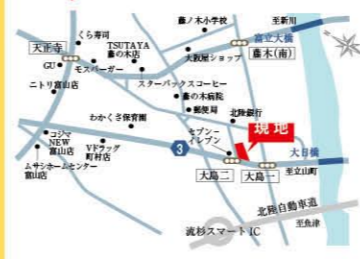 藤ノ木小学校
至新川
くら寿司
富立大橋
天正寺
TSUTAYA
藤の木店
藤木(南)
GU
大阪屋ショップ
モスバーガー
ニトリ富山店
スターバックスコーヒー
藤の木病院
郵便局
わかくさ保育園
北陸銀行
コジマ
NEW
富山店
セブン-
イレブン
現地
3
大日橋
Vドラッグ
町村店
ムサシホームセンター
富山店
大島二
大島一
至立山町
北陸自動車道
流杉スマートIC
至魚津